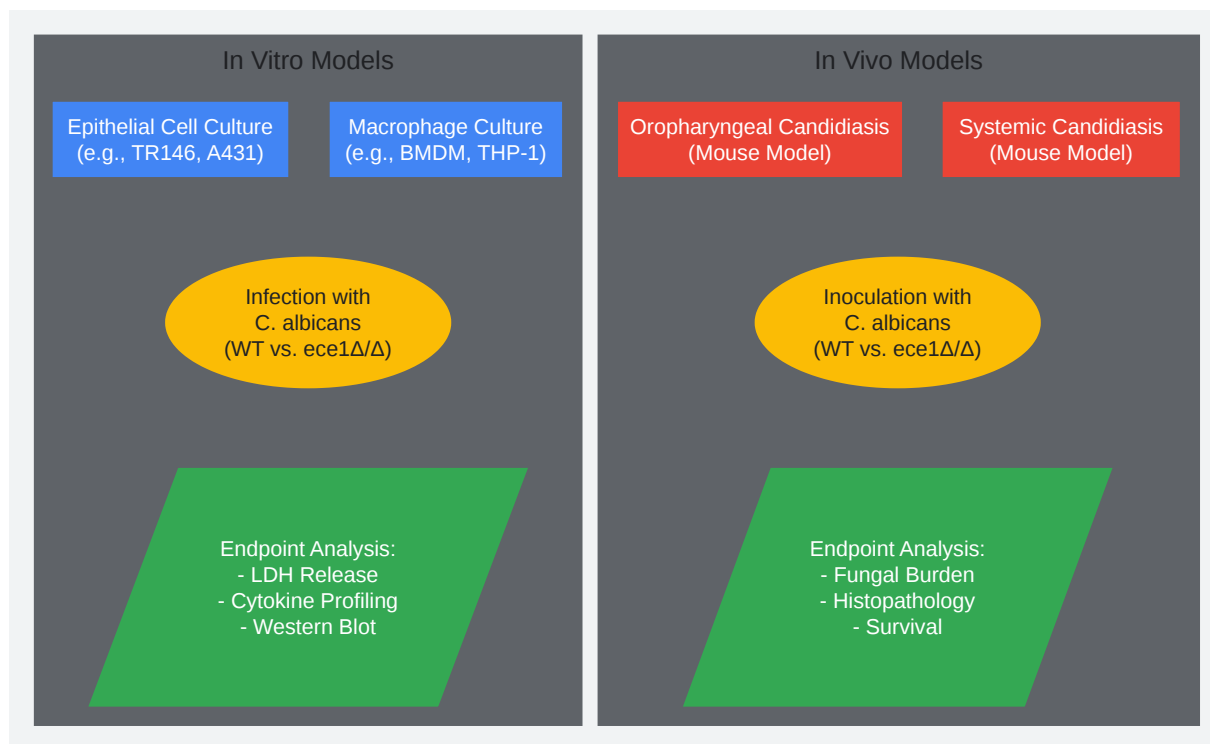 In Vitro Models
Epithelial Cell Culture
(e.g., TR146, A431)
Macrophage Culture
(e.g., BMDM, THP-1)
Infection with
C. albicans
(WT vs. ece1Δ/Δ)
Endpoint Analysis:
- LDH Release
- Cytokine Profiling
- Western Blot
In Vivo Models
Oropharyngeal Candidiasis
(Mouse Model)
Systemic Candidiasis
(Mouse Model)
Inoculation with
C. albicans
(WT vs. ece1Δ/Δ)
Endpoint Analysis:
- Fungal Burden
- Histopathology
- Survival